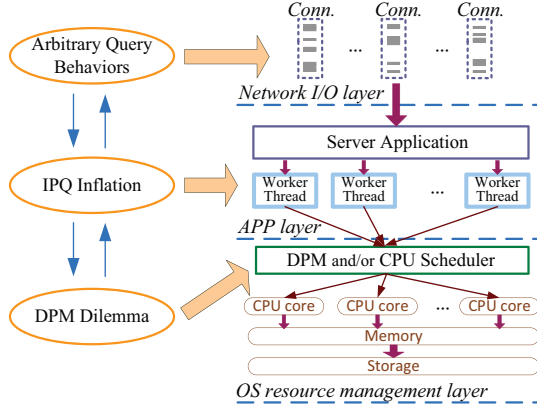 Conn. Conn. Conn.
Arbitrary Query
Behaviors
... ...
Network I/O layer
Server Application
IPQ Inflation
Worker
Thread
Worker
Thread
...
Worker
Thread
APP layer
DPM and/or CPU Scheduler
DPM Dilemma
CPU core CPU core ... CPU core
Memory
Storage
OS resource management layer